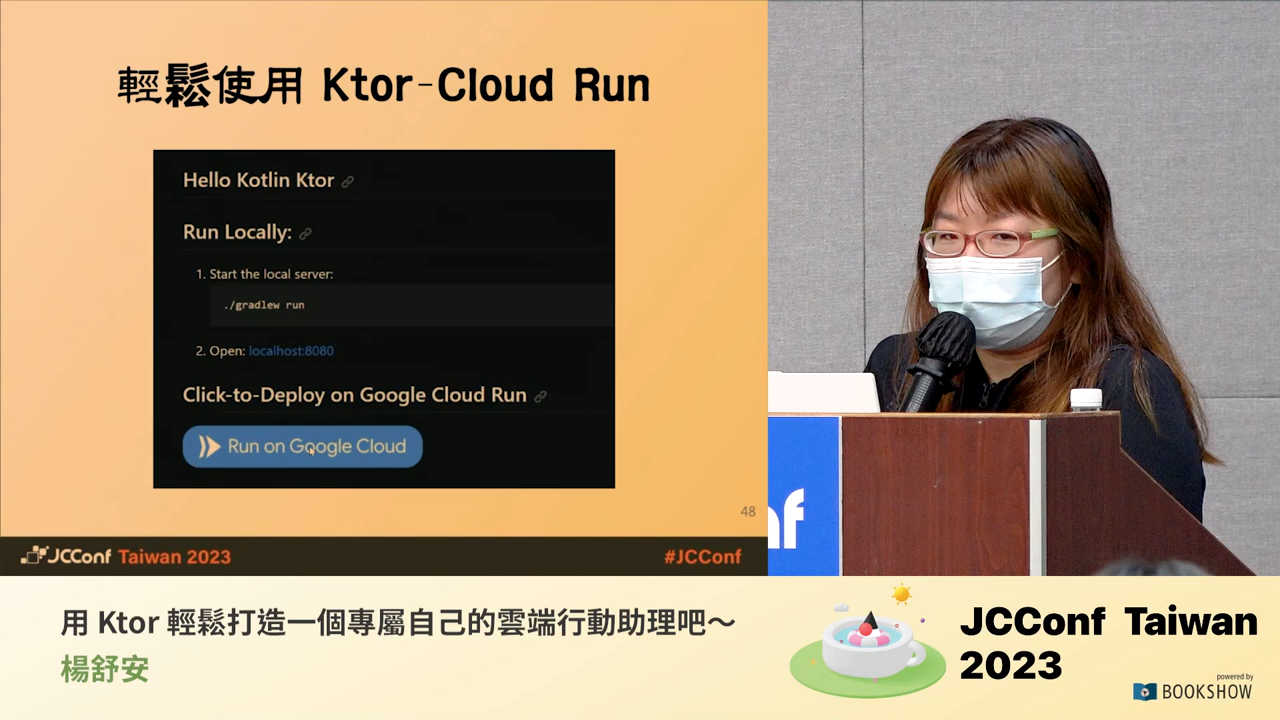 輕鬆使用 Ktor-Cloud Run
Hello Kotlin Ktor
Run Locally:
1. Start the local server:
./gradlew run
2. Open: localhost:8080
Click-to-Deploy on Google Cloud Run
Run on Google Cloud
48
JCConf Taiwan 2023
#JCConf
nf
用 Ktor 輕鬆打造一個專屬自己的雲端行動助理吧～
楊舒安
JCConf Taiwan
2023
powered by
BOOKSHOW